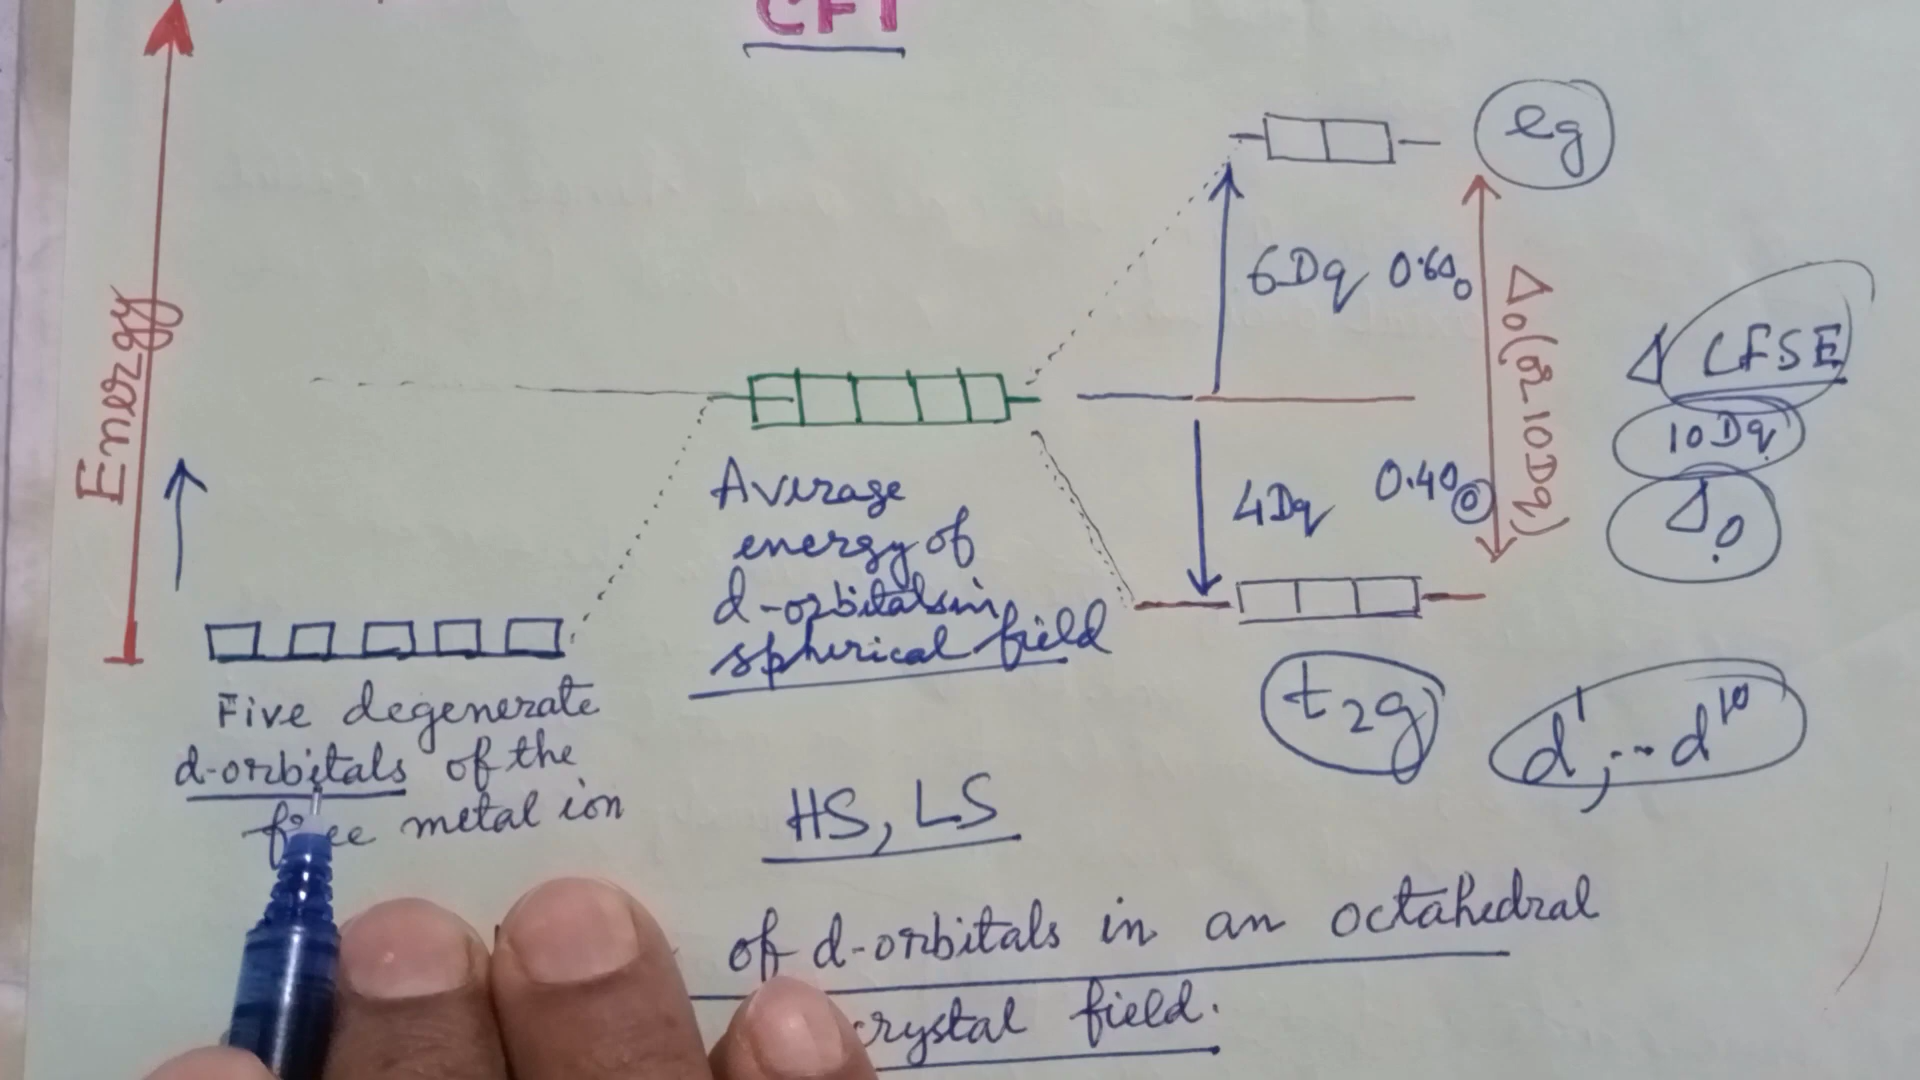 CFT
Energy
eg
6Dq 0.6Δo
Δo(or 10Dq)
Δ CFSE
10Dq
Δo
4Dq 0.4Δo
Average
energy of
d-orbitals in
spherical field
Five degenerate
d-orbitals of the
free metal ion
t2g
d¹,...d¹⁰
HS, LS
of d-orbitals in an octahedral
crystal field.